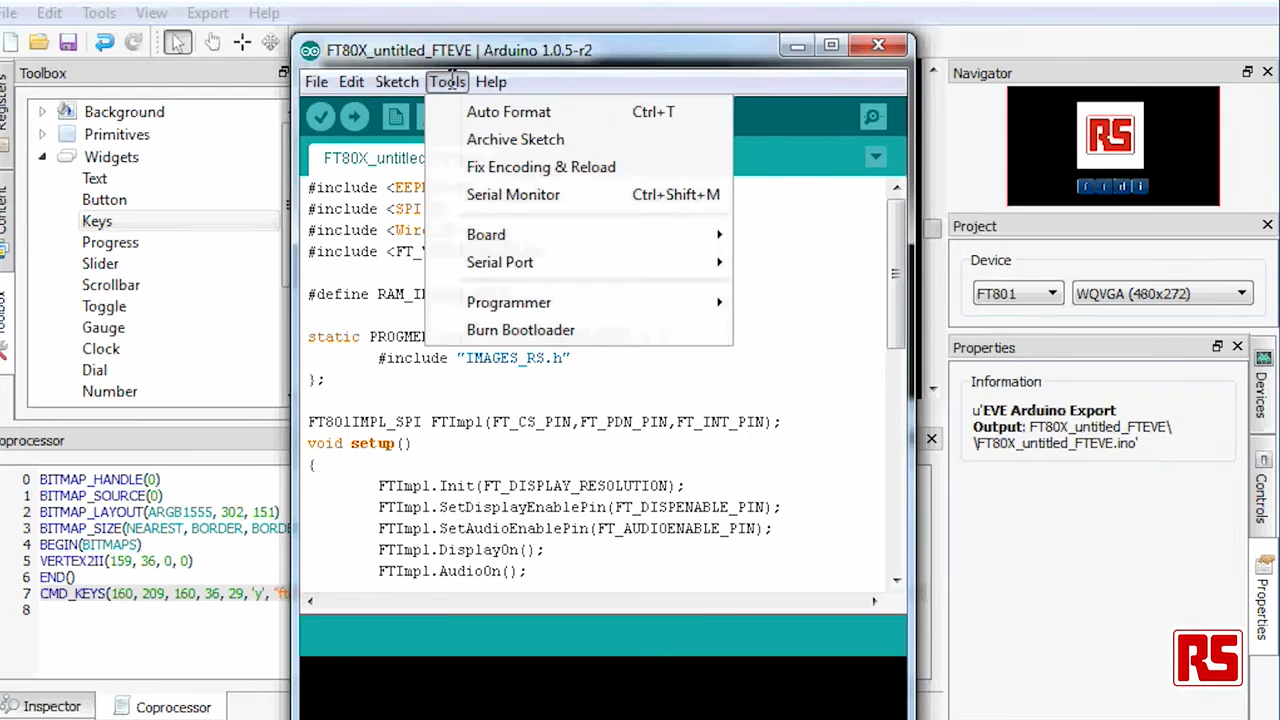 File Edit Tools View Export Help
Toolbox
Background
Primitives
Widgets
Text
Button
Keys
Progress
Slider
Scrollbar
Toggle
Gauge
Clock
Dial
Number
Registers
Content
Toolbox
Coprocessor
0 BITMAP_HANDLE(0)
1 BITMAP_SOURCE(0)
2 BITMAP_LAYOUT(ARGB1555, 302, 151)
3 BITMAP_SIZE(NEAREST, BORDER, BORDE
4 BEGIN(BITMAPS)
5 VERTEX2II(159, 36, 0, 0)
6 END()
7 CMD_KEYS(160, 209, 160, 36, 29, 'y', "ft
8
Inspector
Coprocessor
FT80X_untitled_FTEVE | Arduino 1.0.5-r2
File Edit Sketch Tools Help
Auto Format Ctrl+T
Archive Sketch
Fix Encoding & Reload
Serial Monitor Ctrl+Shift+M
Board
Serial Port
Programmer
Burn Bootloader
FT80X_untitled
#include <EEP
#include <SPI
#include <Wir
#include <FT_
#define RAM_I
static PROGME
#include "IMAGES_RS.h"
};
FT801IMPL_SPI FTImpl(FT_CS_PIN,FT_PDN_PIN,FT_INT_PIN);
void setup()
{
FTImpl.Init(FT_DISPLAY_RESOLUTION);
FTImpl.SetDisplayEnablePin(FT_DISPENABLE_PIN);
FTImpl.SetAudioEnablePin(FT_AUDIOENABLE_PIN);
FTImpl.DisplayOn();
FTImpl.AudioOn();
Navigator
RS
f t d i
Project
Device
FT801 WQVGA (480x272)
Properties
Information
u'EVE Arduino Export
Output: FT80X_untitled_FTEVE\
\FT80X_untitled_FTEVE.ino'
Devices
Controls
Properties
RS